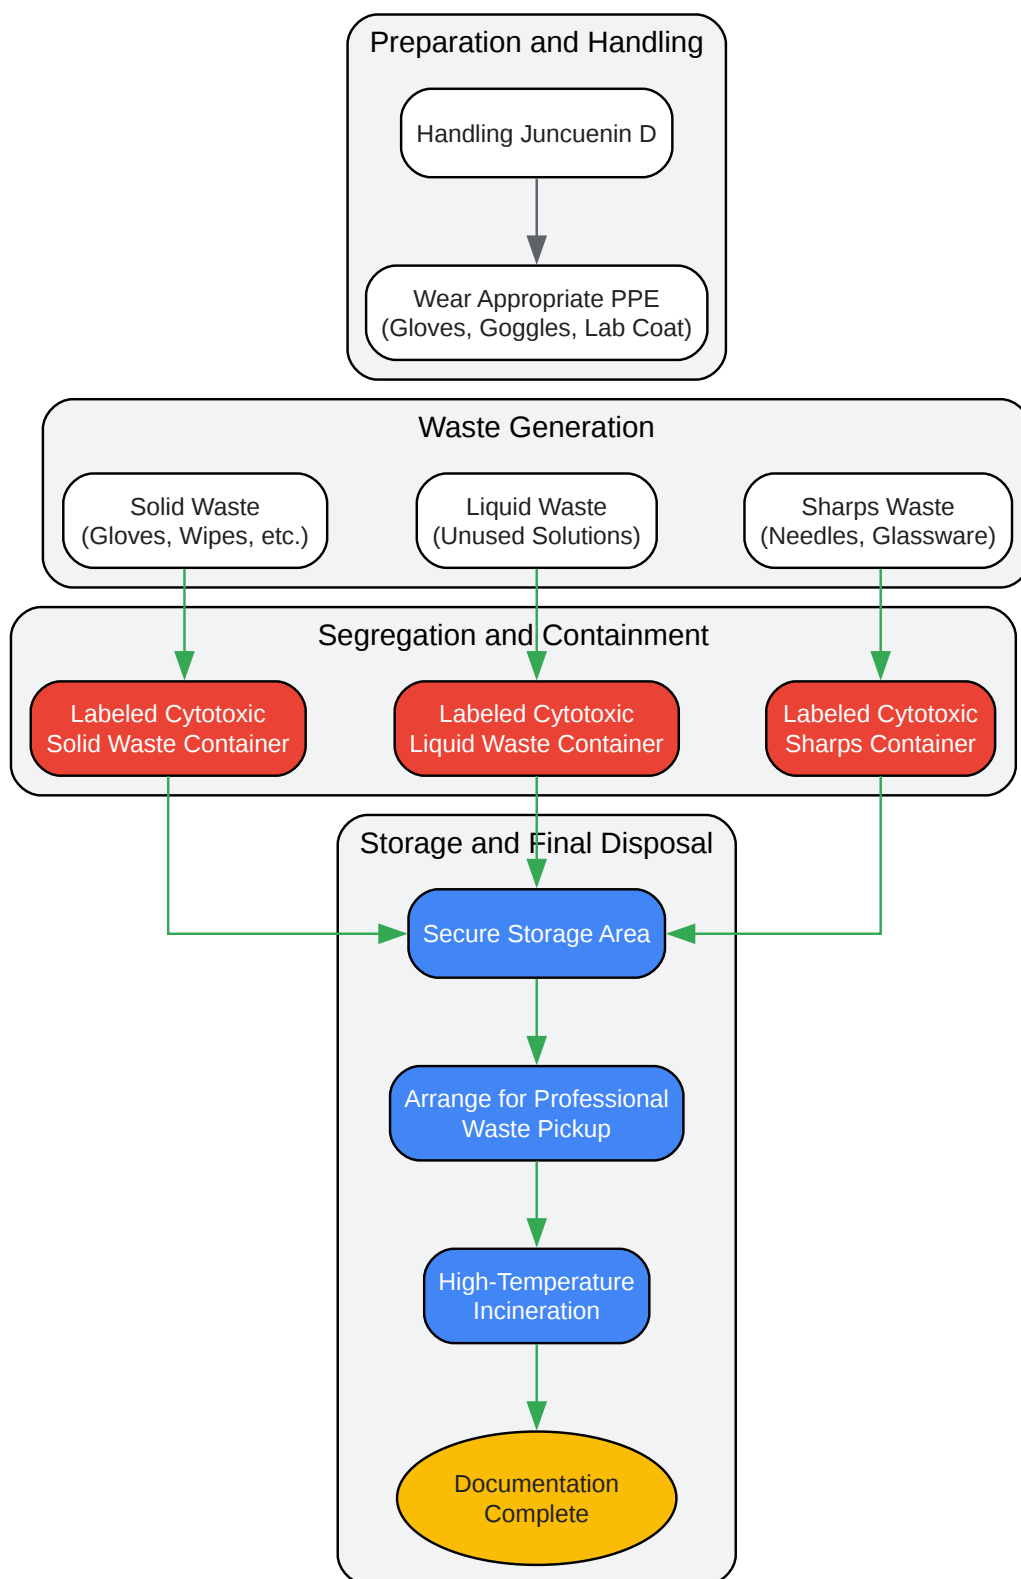 Preparation and Handling
Handling Juncuenin D
Wear Appropriate PPE
(Gloves, Goggles, Lab Coat)
Waste Generation
Solid Waste
(Gloves, Wipes, etc.)
Liquid Waste
(Unused Solutions)
Sharps Waste
(Needles, Glassware)
Segregation and Containment
Labeled Cytotoxic
Solid Waste Container
Labeled Cytotoxic
Liquid Waste Container
Labeled Cytotoxic
Sharps Container
Storage and Final Disposal
Secure Storage Area
Arrange for Professional
Waste Pickup
High-Temperature
Incineration
Documentation
Complete